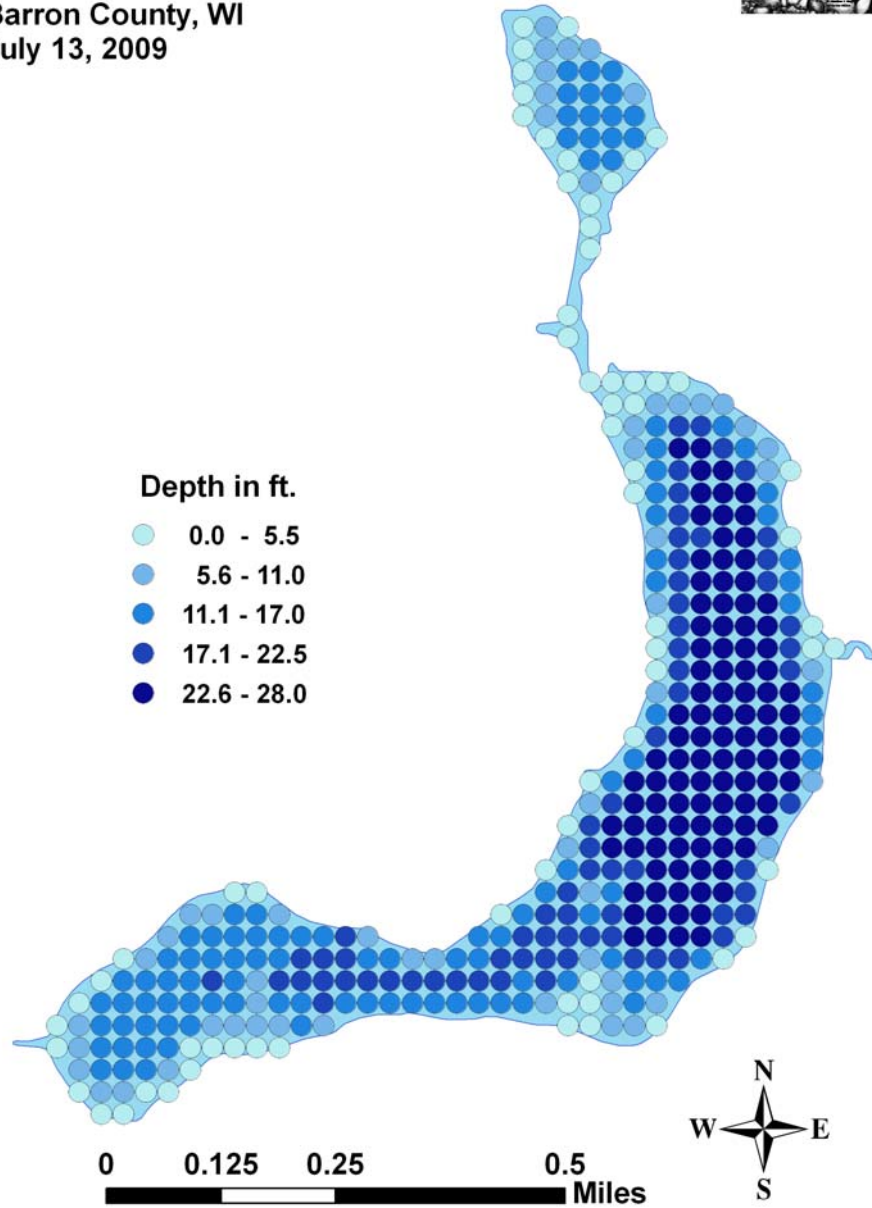 Barron County, WI
July 13, 2009
Depth in ft.
0.0 - 5.5
5.6 - 11.0
11.1 - 17.0
17.1 - 22.5
22.6 - 28.0
N
W E
S
0 0.125 0.25 0.5
Miles